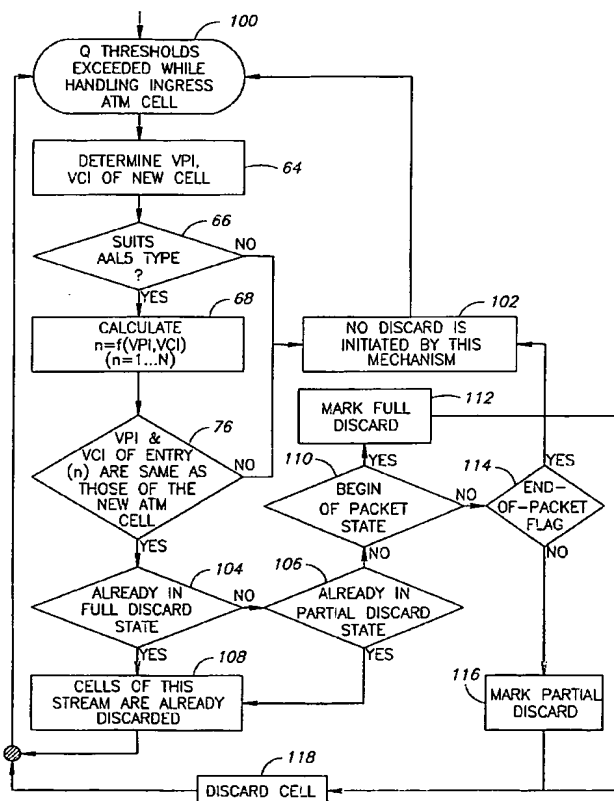 100
Q THRESHOLDS
EXCEEDED WHILE
HANDLING INGRESS
ATM CELL
DETERMINE VPI,
VCI OF NEW CELL
64
66
SUITS
AAL5 TYPE
?
NO
YES
68
CALCULATE
n=f(VPI,VCI)
(n=1...N)
102
NO DISCARD IS
INITIATED BY THIS
MECHANISM
76
VPI &
VCI OF ENTRY
(n) ARE SAME AS
THOSE OF THE
NEW ATM
CELL
NO
YES
112
MARK FULL
DISCARD
YES
110
BEGIN
OF PACKET
STATE
NO
NO
114
YES
END-
OF-PACKET
FLAG
NO
104
ALREADY IN
FULL DISCARD
STATE
NO
YES
106
ALREADY IN
PARTIAL DISCARD
STATE
YES
108
CELLS OF THIS
STREAM ARE ALREADY
DISCARDED
116
MARK PARTIAL
DISCARD
118
DISCARD CELL